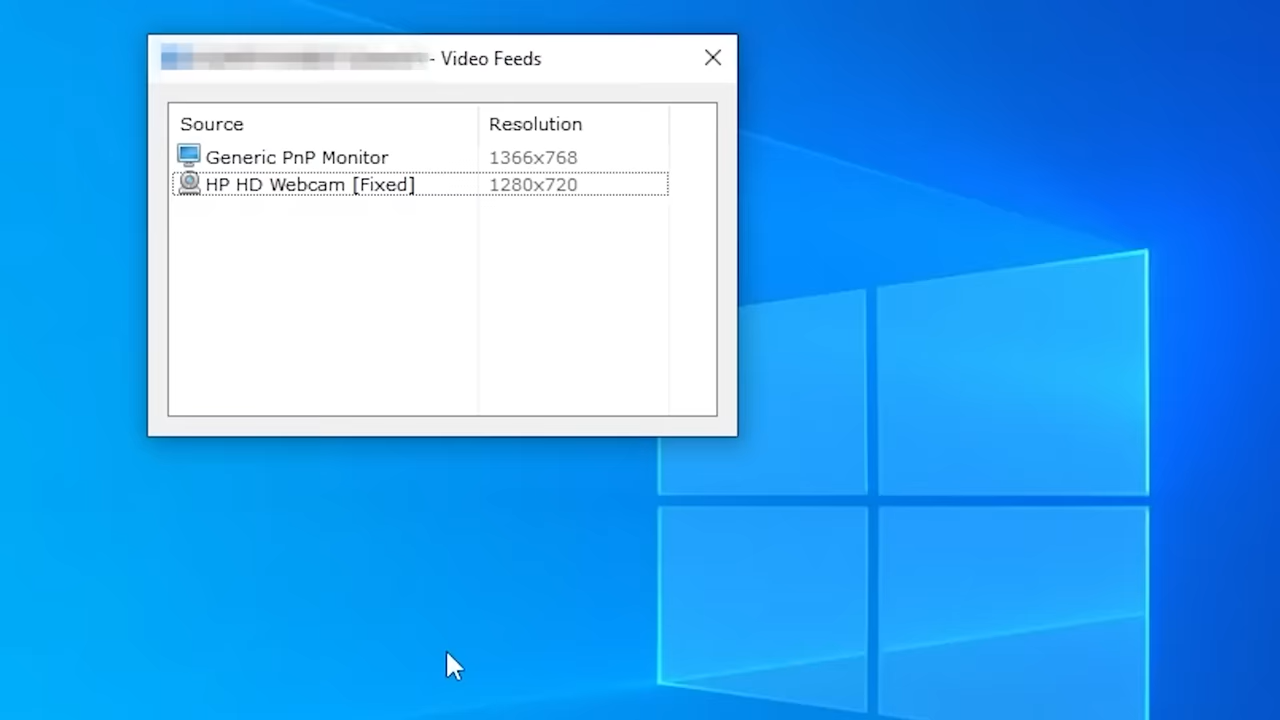 - Video Feeds
Source Resolution
Generic PnP Monitor 1366x768
HP HD Webcam [Fixed] 1280x720